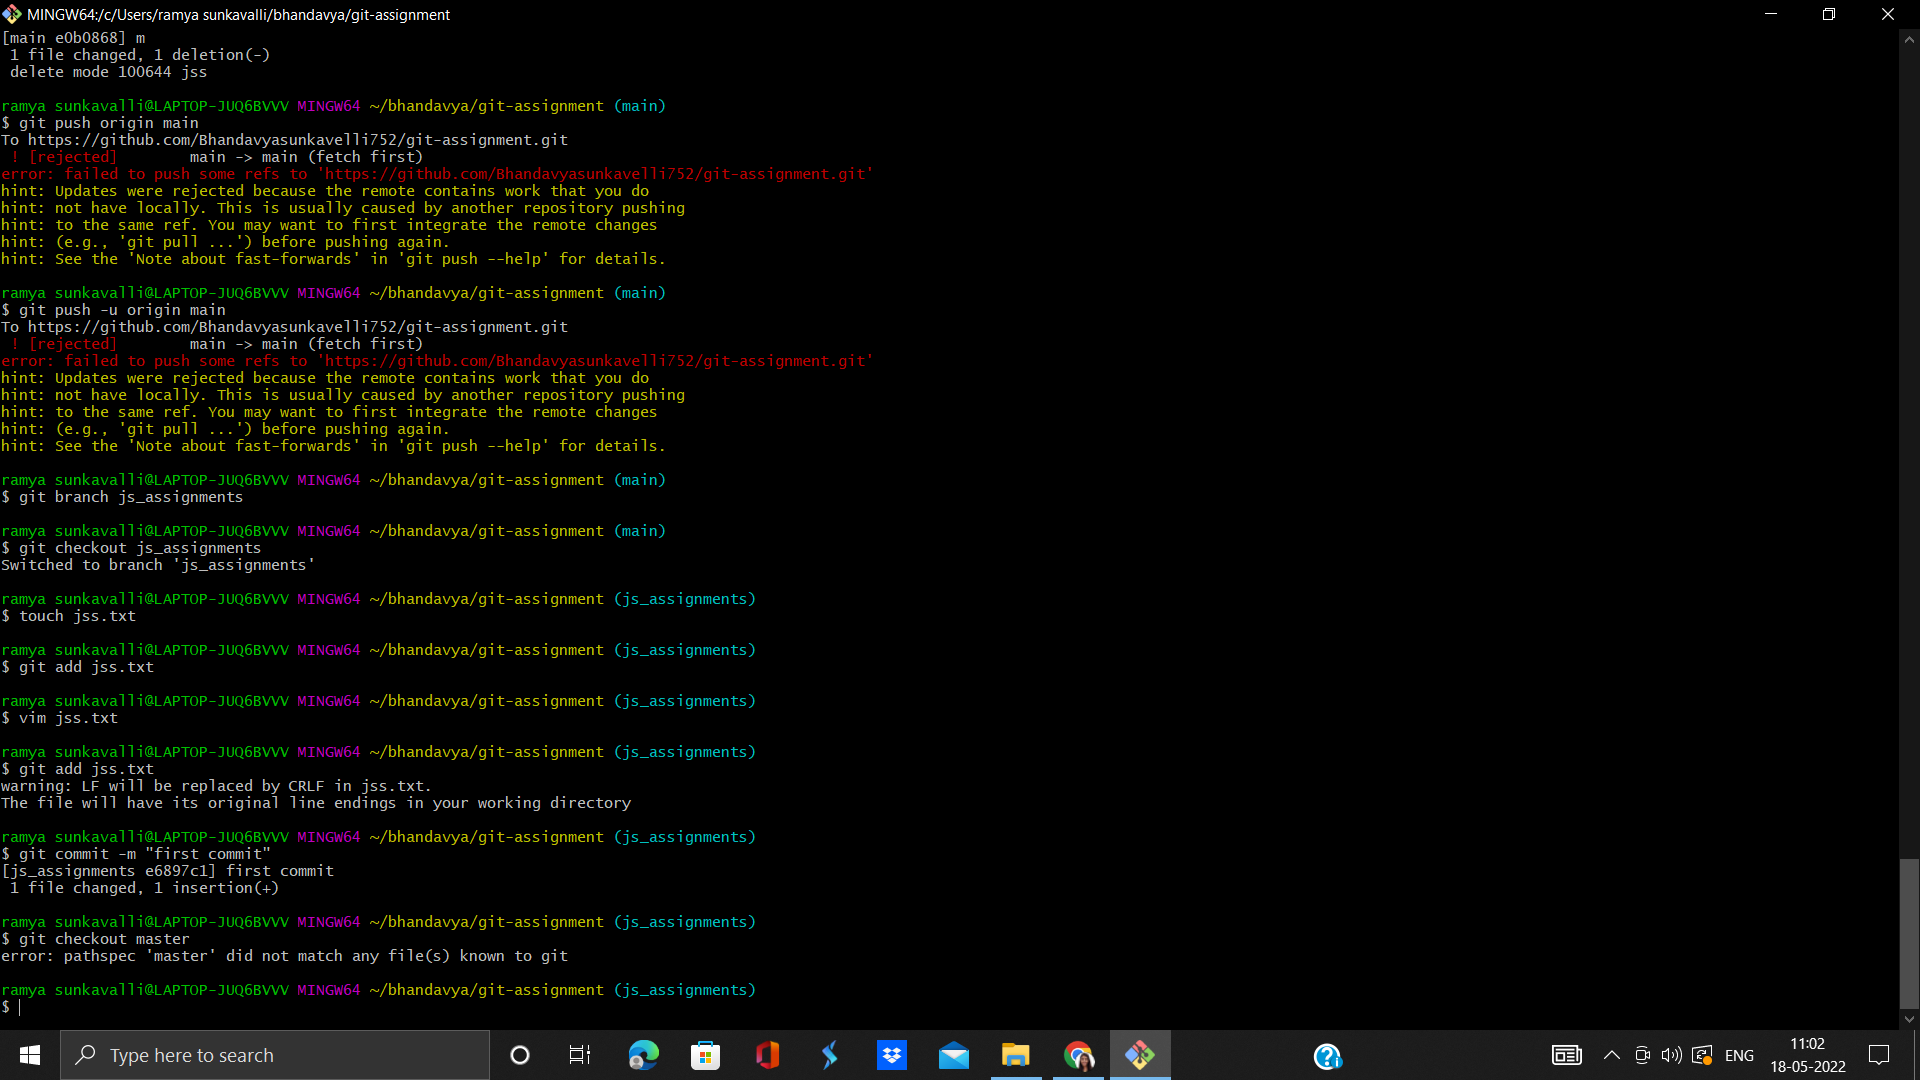 MINGW64:/c/Users/ramya sunkavalli/bhandavya/git-assignment
[main e0b0868] m
 1 file changed, 1 deletion(-)
 delete mode 100644 jss
ramya sunkavalli@LAPTOP-JUQ6BVVV MINGW64 ~/bhandavya/git-assignment (main)
$ git push origin main
To https://github.com/Bhandavyasunkavelli752/git-assignment.git
 ! [rejected]        main -> main (fetch first)
error: failed to push some refs to 'https://github.com/Bhandavyasunkavelli752/git-assignment.git'
hint: Updates were rejected because the remote contains work that you do
hint: not have locally. This is usually caused by another repository pushing
hint: to the same ref. You may want to first integrate the remote changes
hint: (e.g., 'git pull ...') before pushing again.
hint: See the 'Note about fast-forwards' in 'git push --help' for details.
ramya sunkavalli@LAPTOP-JUQ6BVVV MINGW64 ~/bhandavya/git-assignment (main)
$ git push -u origin main
To https://github.com/Bhandavyasunkavelli752/git-assignment.git
 ! [rejected]        main -> main (fetch first)
error: failed to push some refs to 'https://github.com/Bhandavyasunkavelli752/git-assignment.git'
hint: Updates were rejected because the remote contains work that you do
hint: not have locally. This is usually caused by another repository pushing
hint: to the same ref. You may want to first integrate the remote changes
hint: (e.g., 'git pull ...') before pushing again.
hint: See the 'Note about fast-forwards' in 'git push --help' for details.
ramya sunkavalli@LAPTOP-JUQ6BVVV MINGW64 ~/bhandavya/git-assignment (main)
$ git branch js_assignments
ramya sunkavalli@LAPTOP-JUQ6BVVV MINGW64 ~/bhandavya/git-assignment (main)
$ git checkout js_assignments
Switched to branch 'js_assignments'
ramya sunkavalli@LAPTOP-JUQ6BVVV MINGW64 ~/bhandavya/git-assignment (js_assignments)
$ touch jss.txt
ramya sunkavalli@LAPTOP-JUQ6BVVV MINGW64 ~/bhandavya/git-assignment (js_assignments)
$ git add jss.txt
ramya sunkavalli@LAPTOP-JUQ6BVVV MINGW64 ~/bhandavya/git-assignment (js_assignments)
$ vim jss.txt
ramya sunkavalli@LAPTOP-JUQ6BVVV MINGW64 ~/bhandavya/git-assignment (js_assignments)
$ git add jss.txt
warning: LF will be replaced by CRLF in jss.txt.
The file will have its original line endings in your working directory
ramya sunkavalli@LAPTOP-JUQ6BVVV MINGW64 ~/bhandavya/git-assignment (js_assignments)
$ git commit -m "first commit"
[js_assignments e6897c1] first commit
 1 file changed, 1 insertion(+)
ramya sunkavalli@LAPTOP-JUQ6BVVV MINGW64 ~/bhandavya/git-assignment (js_assignments)
$ git checkout master
error: pathspec 'master' did not match any file(s) known to git
ramya sunkavalli@LAPTOP-JUQ6BVVV MINGW64 ~/bhandavya/git-assignment (js_assignments)
$
Type here to search
ENG
11:02
18-05-2022